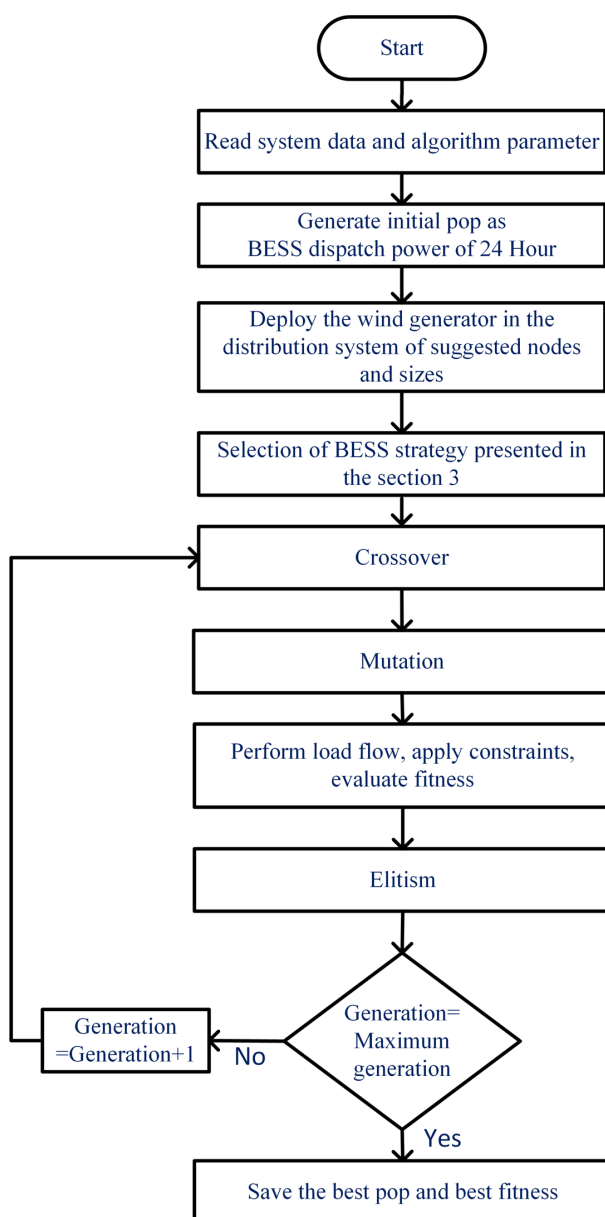 Start
Read system data and algorithm parameter
Generate initial pop as
BESS dispatch power of 24 Hour
Deploy the wind generator in the
distribution system of suggested nodes
and sizes
Selection of BESS strategy presented in
the section 3
Crossover
Mutation
Perform load flow, apply constraints,
evaluate fitness
Elitism
Generation=
Maximum
generation
No
Generation
=Generation+1
Yes
Save the best pop and best fitness